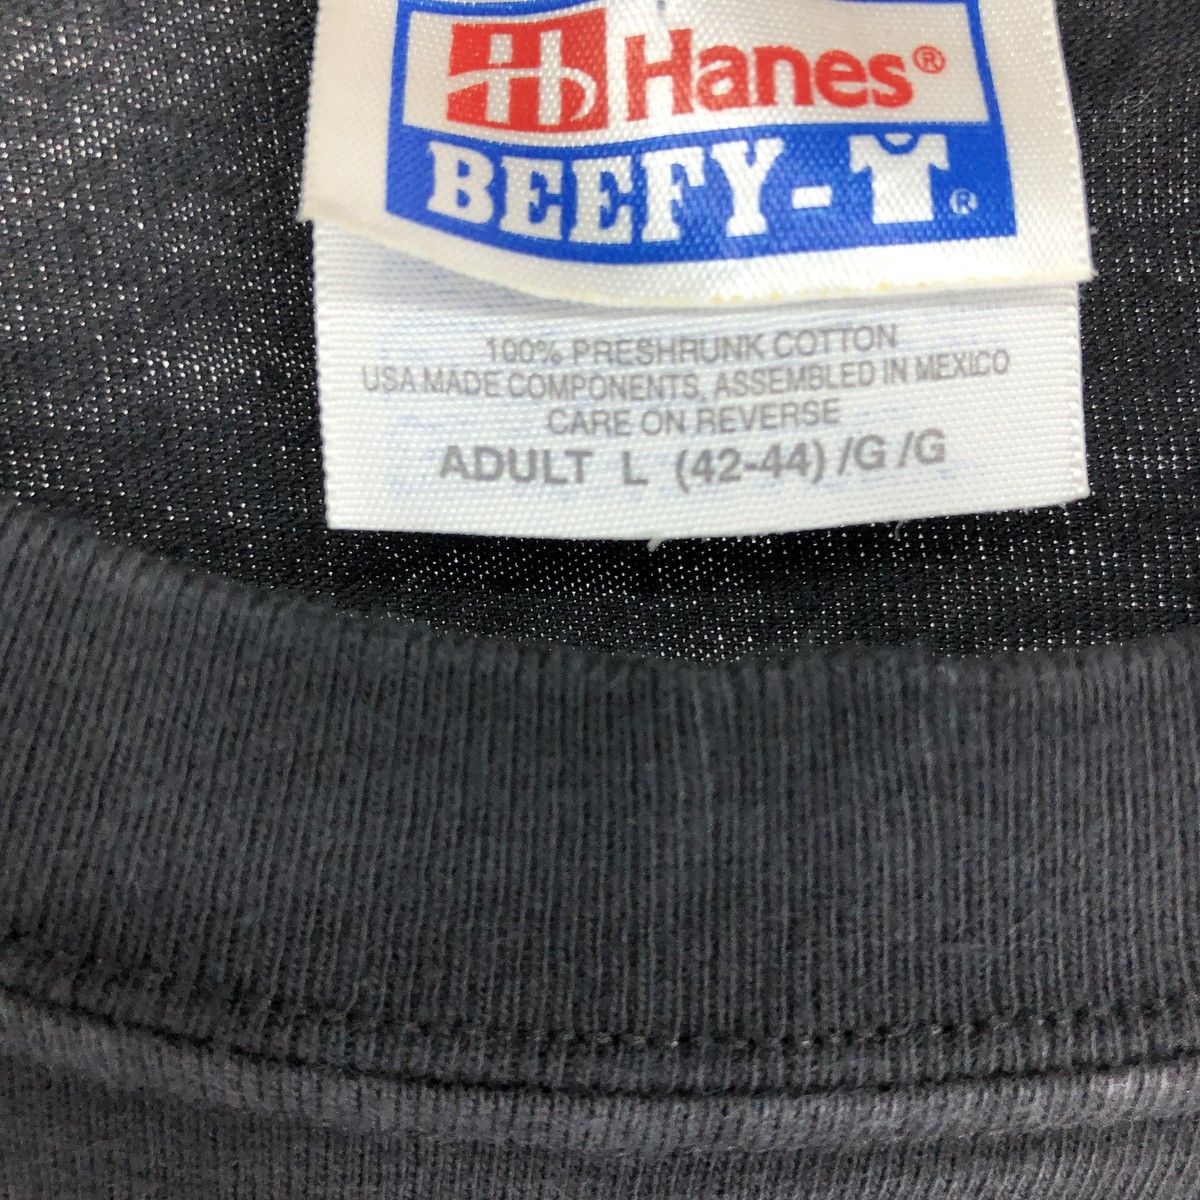 Hanes®
BEEFY-T®
100% PRESHRUNK COTTON
USA MADE COMPONENTS, ASSEMBLED IN MEXICO
CARE ON REVERSE
ADULT L (42-44) /G /G